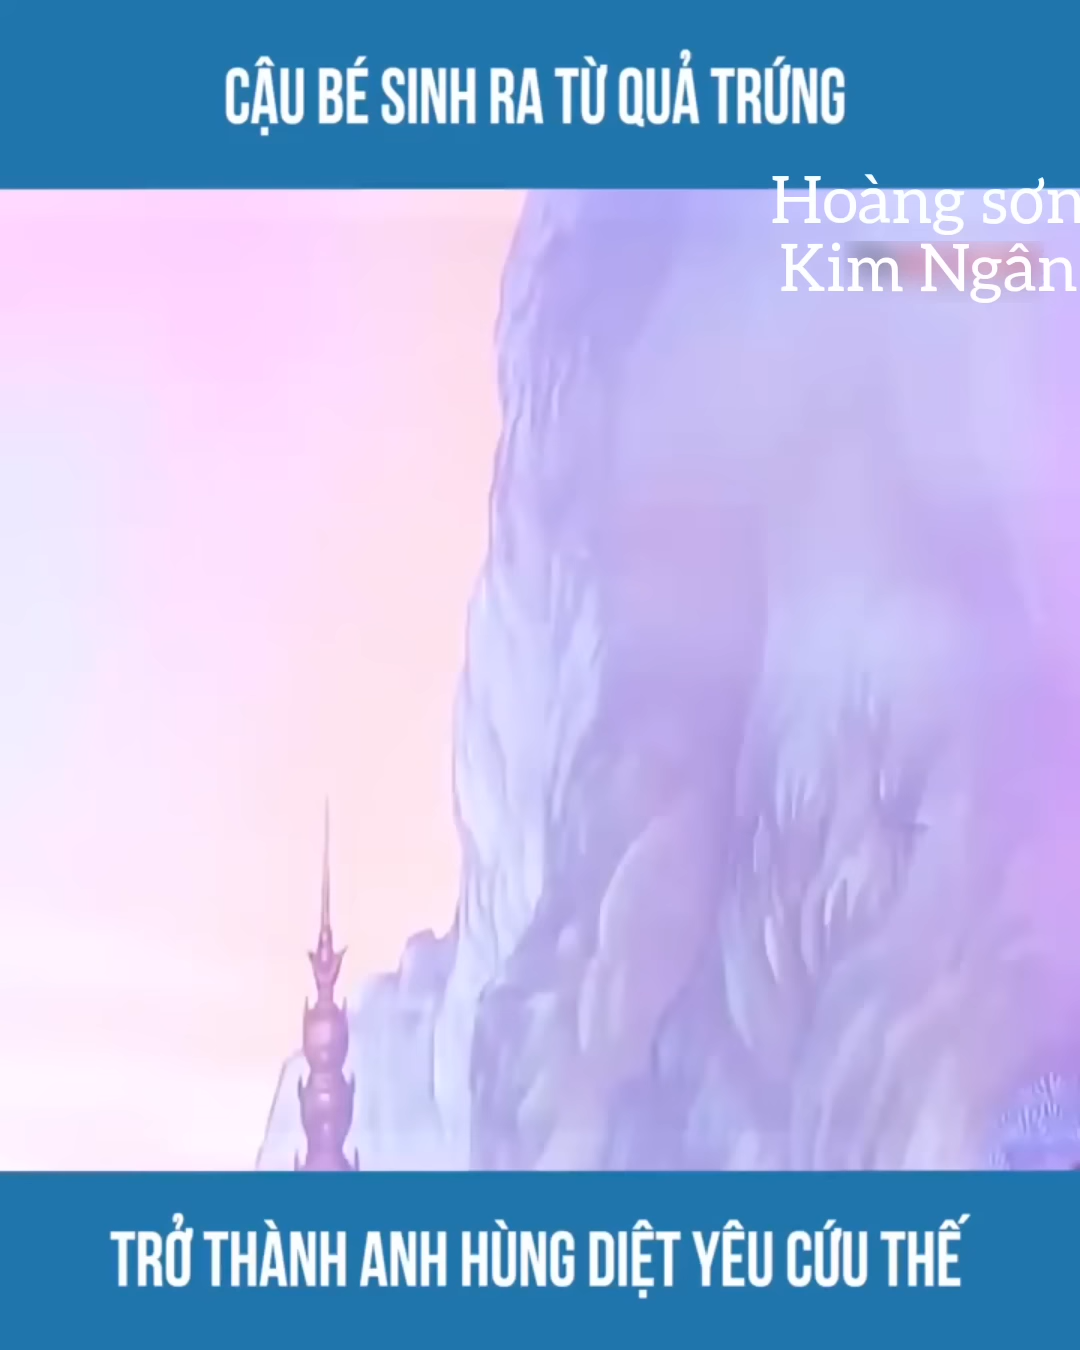 CẬU BÉ SINH RA TỪ QUẢ TRỨNG
Hoàng sơn
Kim Ngân
TRỞ THÀNH ANH HÙNG DIỆT YÊU CỨU THẾ